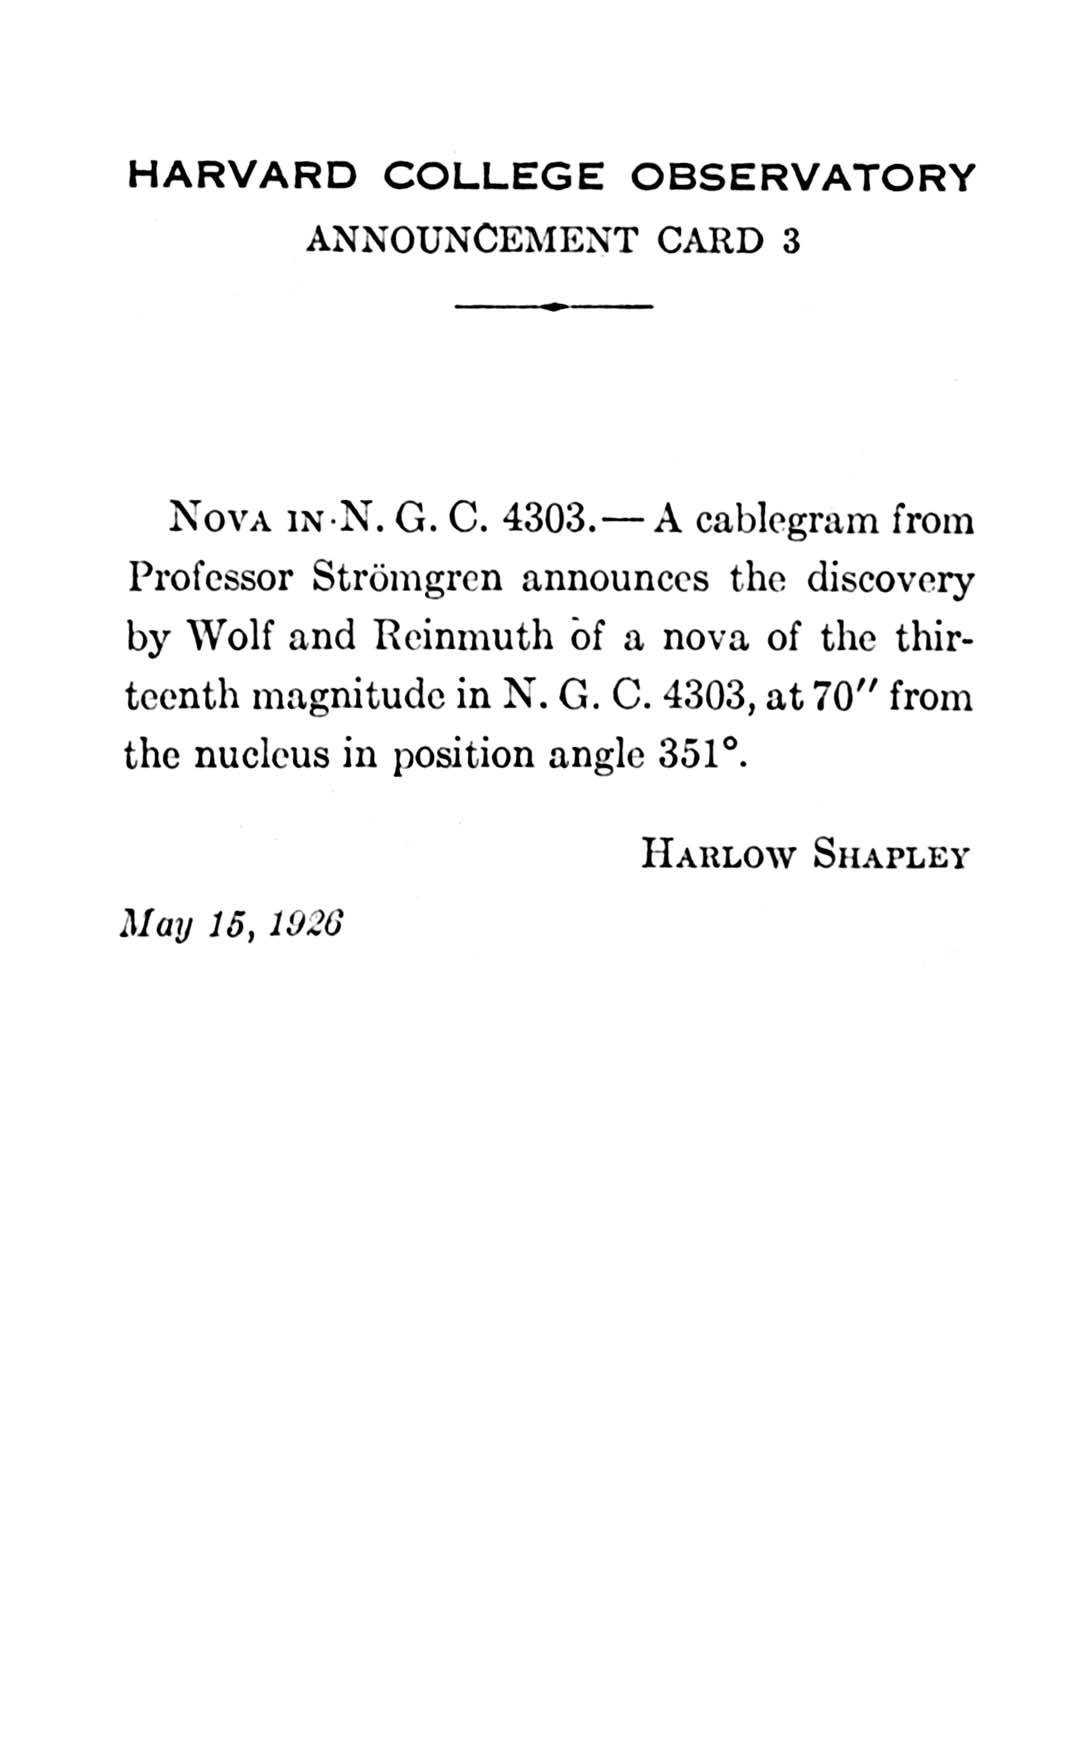 HARVARD COLLEGE OBSERVATORY
ANNOUNCEMENT CARD 3
NOVA IN N. G. C. 4303.— A cablegram from
Professor Strömgren announces the discovery
by Wolf and Reinmuth of a nova of the thir-
teenth magnitude in N. G. C. 4303, at 70″ from
the nucleus in position angle 351°.
HARLOW SHAPLEY
May 15, 1926